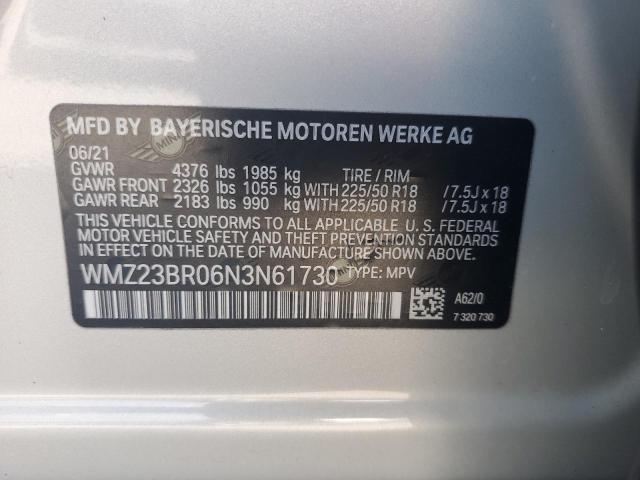 MFD BY BAYERISCHE MOTOREN WERKE AG
06/21
GVWR 4376 lbs 1985 kg TIRE / RIM
GAWR FRONT 2326 lbs 1055 kg WITH 225/50 R18 / 7.5J x 18
GAWR REAR 2183 lbs 990 kg WITH 225/50 R18 / 7.5J x 18
THIS VEHICLE CONFORMS TO ALL APPLICABLE U. S. FEDERAL
MOTOR VEHICLE SAFETY AND THEFT PREVENTION STANDARDS
IN EFFECT ON THE DATE OF MANUFACTURE SHOWN ABOVE.
WMZ23BR06N3N61730 TYPE: MPV
A62/0
7 320 730
MINI